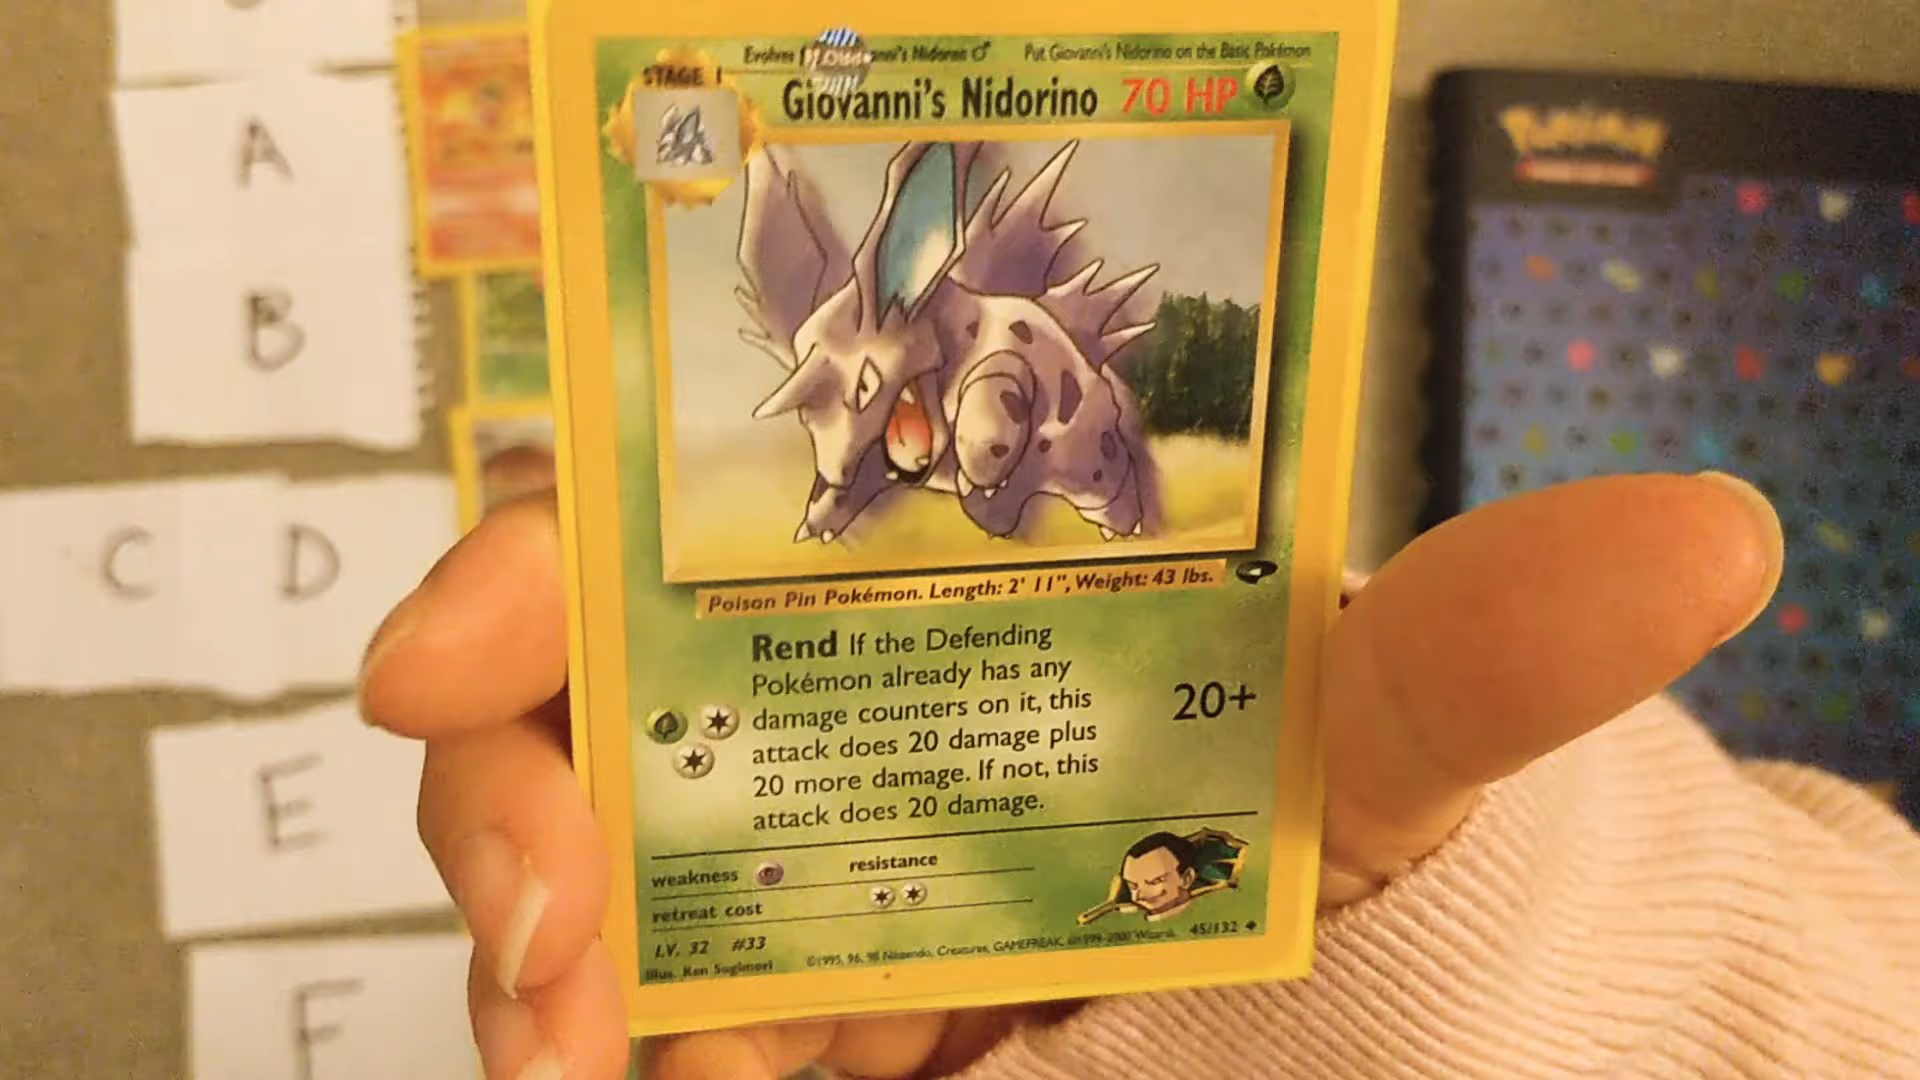 A
B
C D
E
F
Pokémon
Evolves
Nidoran ♂ Put Giovanni's Nidorino on the Basic Pokémon
STAGE 1
Giovanni's Nidorino 70 HP
Poison Pin Pokémon. Length: 2' 11", Weight: 43 lbs.
Rend If the Defending
Pokémon already has any
damage counters on it, this
attack does 20 damage plus
20 more damage. If not, this
attack does 20 damage.
20+
weakness resistance
retreat cost
LV. 32 #33
Illus. Ken Sugimori
©1995, 96, 98 Nintendo, Creatures, GAMEFREAK, ©1999-2000 Wizards. 45/132